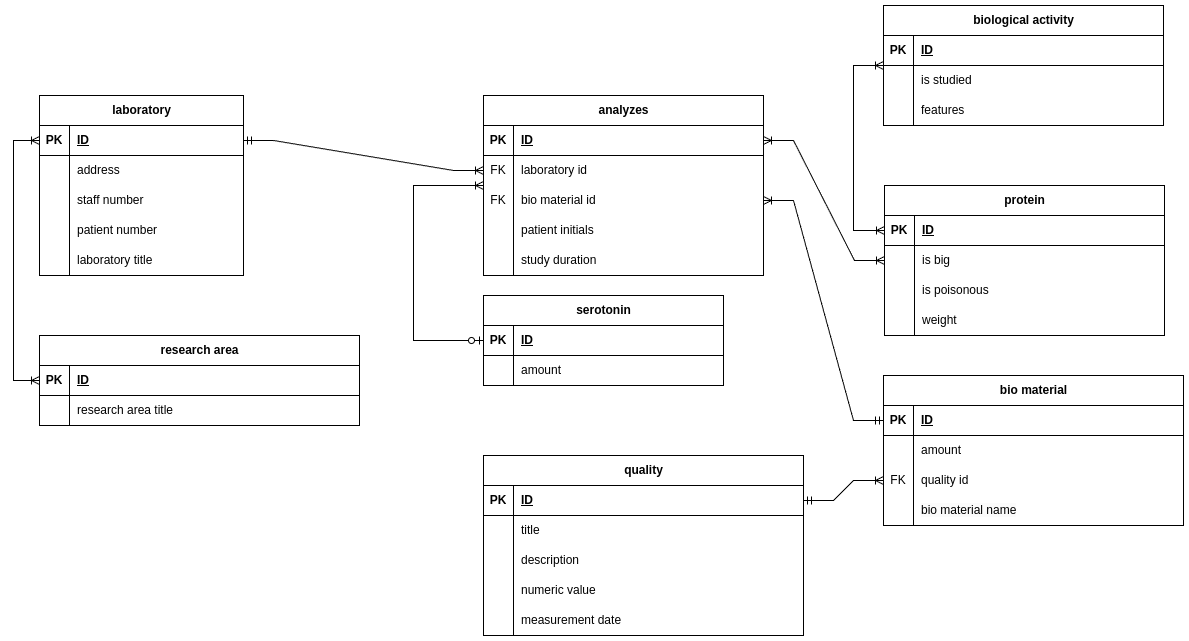 biological activity
PK ID
is studied
features
laboratory
PK ID
address
staff number
patient number
laboratory title
analyzes
PK ID
FK laboratory id
FK bio material id
patient initials
study duration
protein
PK ID
is big
is poisonous
weight
serotonin
PK ID
amount
research area
PK ID
research area title
bio material
PK ID
amount
FK quality id
bio material name
quality
PK ID
title
description
numeric value
measurement date